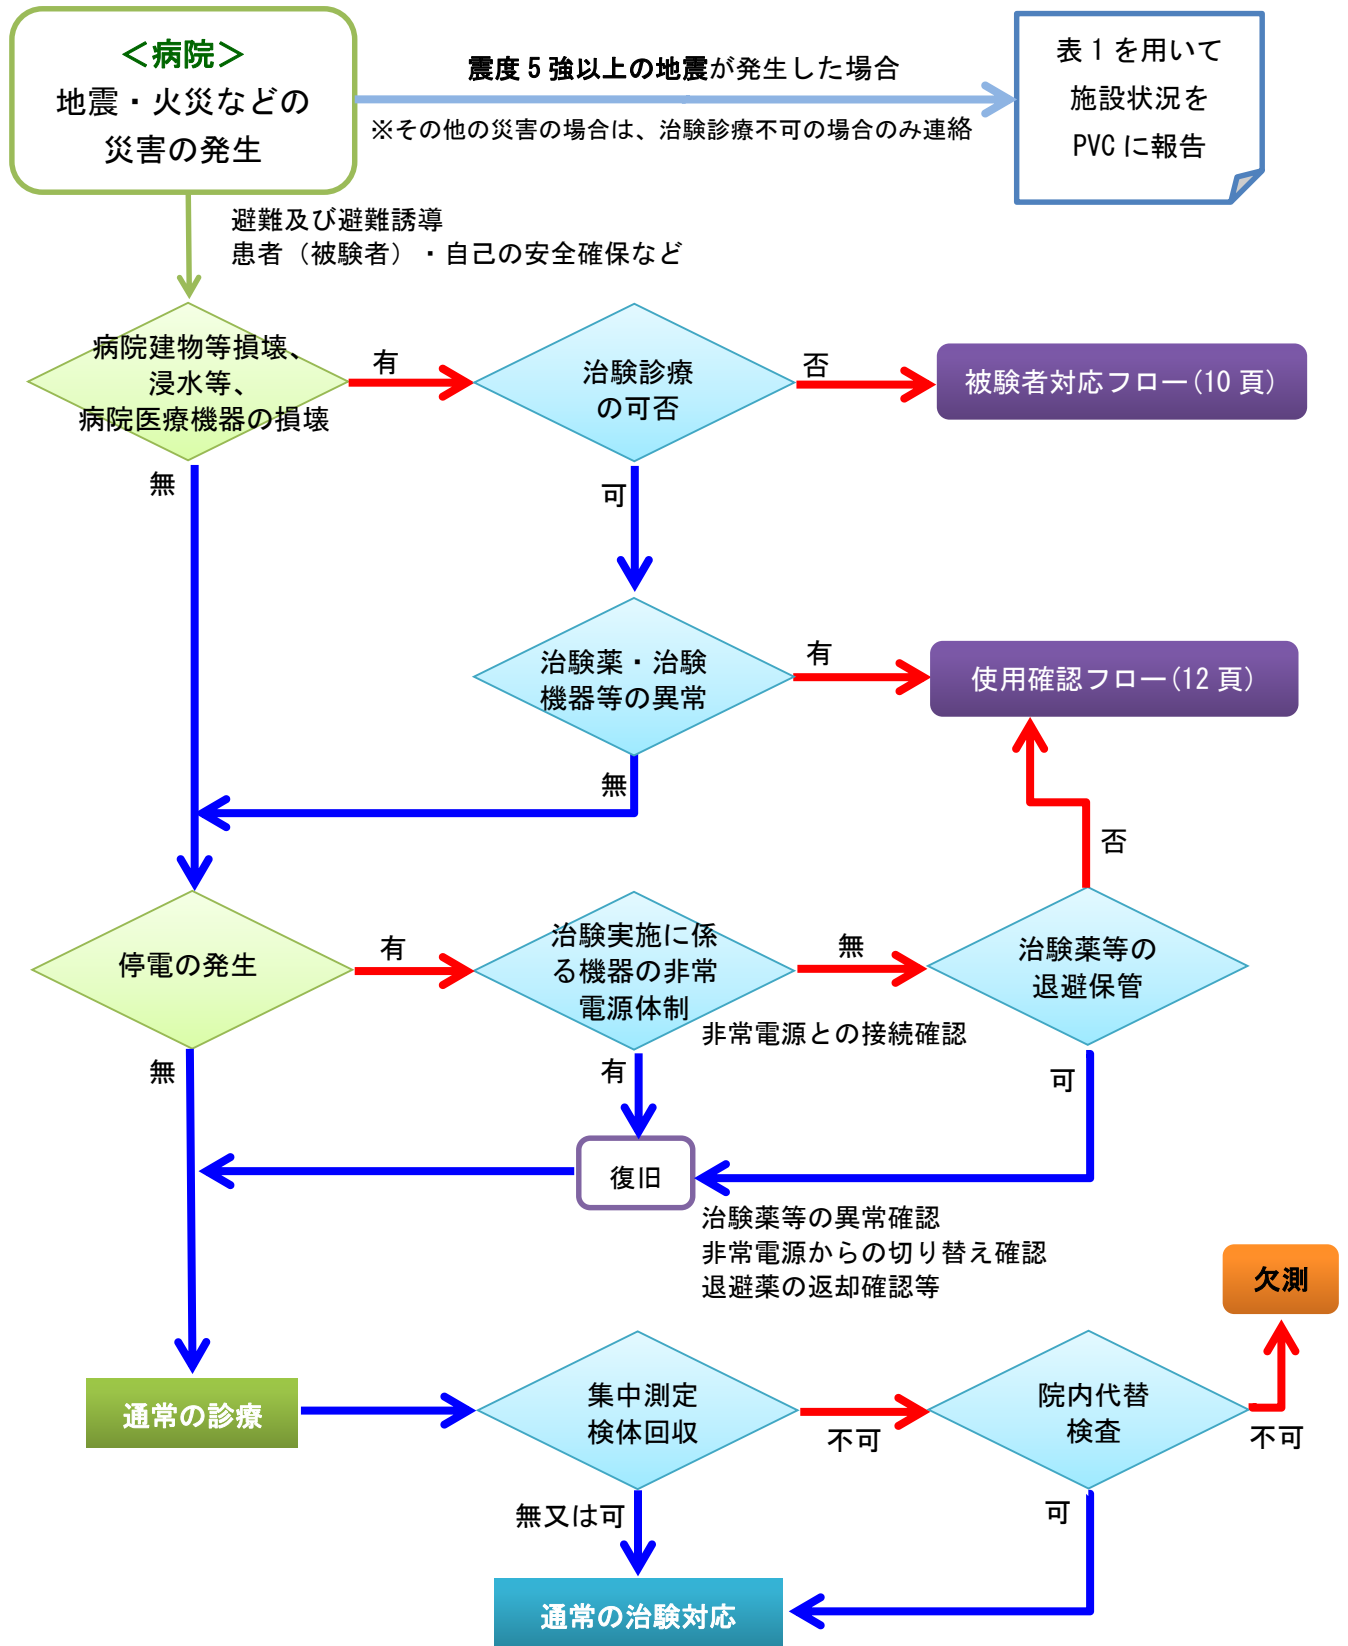 ＜病院＞
地震・火災などの
災害の発生
震度５強以上の地震が発生した場合
※その他の災害の場合は、治験診療不可の場合のみ連絡
表１を用いて
施設状況を
PVCに報告
避難及び避難誘導
患者（被験者）・自己の安全確保など
病院建物等損壊、
浸水等、
病院医療機器の損壊
有
治験診療
の可否
否
被験者対応フロー(10頁)
無
可
治験薬・治験
機器等の異常
有
使用確認フロー(12頁)
無
否
停電の発生
有
治験実施に係
る機器の非常
電源体制
無
治験薬等の
退避保管
非常電源との接続確認
無
有
可
復旧
治験薬等の異常確認
非常電源からの切り替え確認
退避薬の返却確認等
欠測
通常の診療
集中測定
検体回収
不可
院内代替
検査
不可
無又は可
可
通常の治験対応